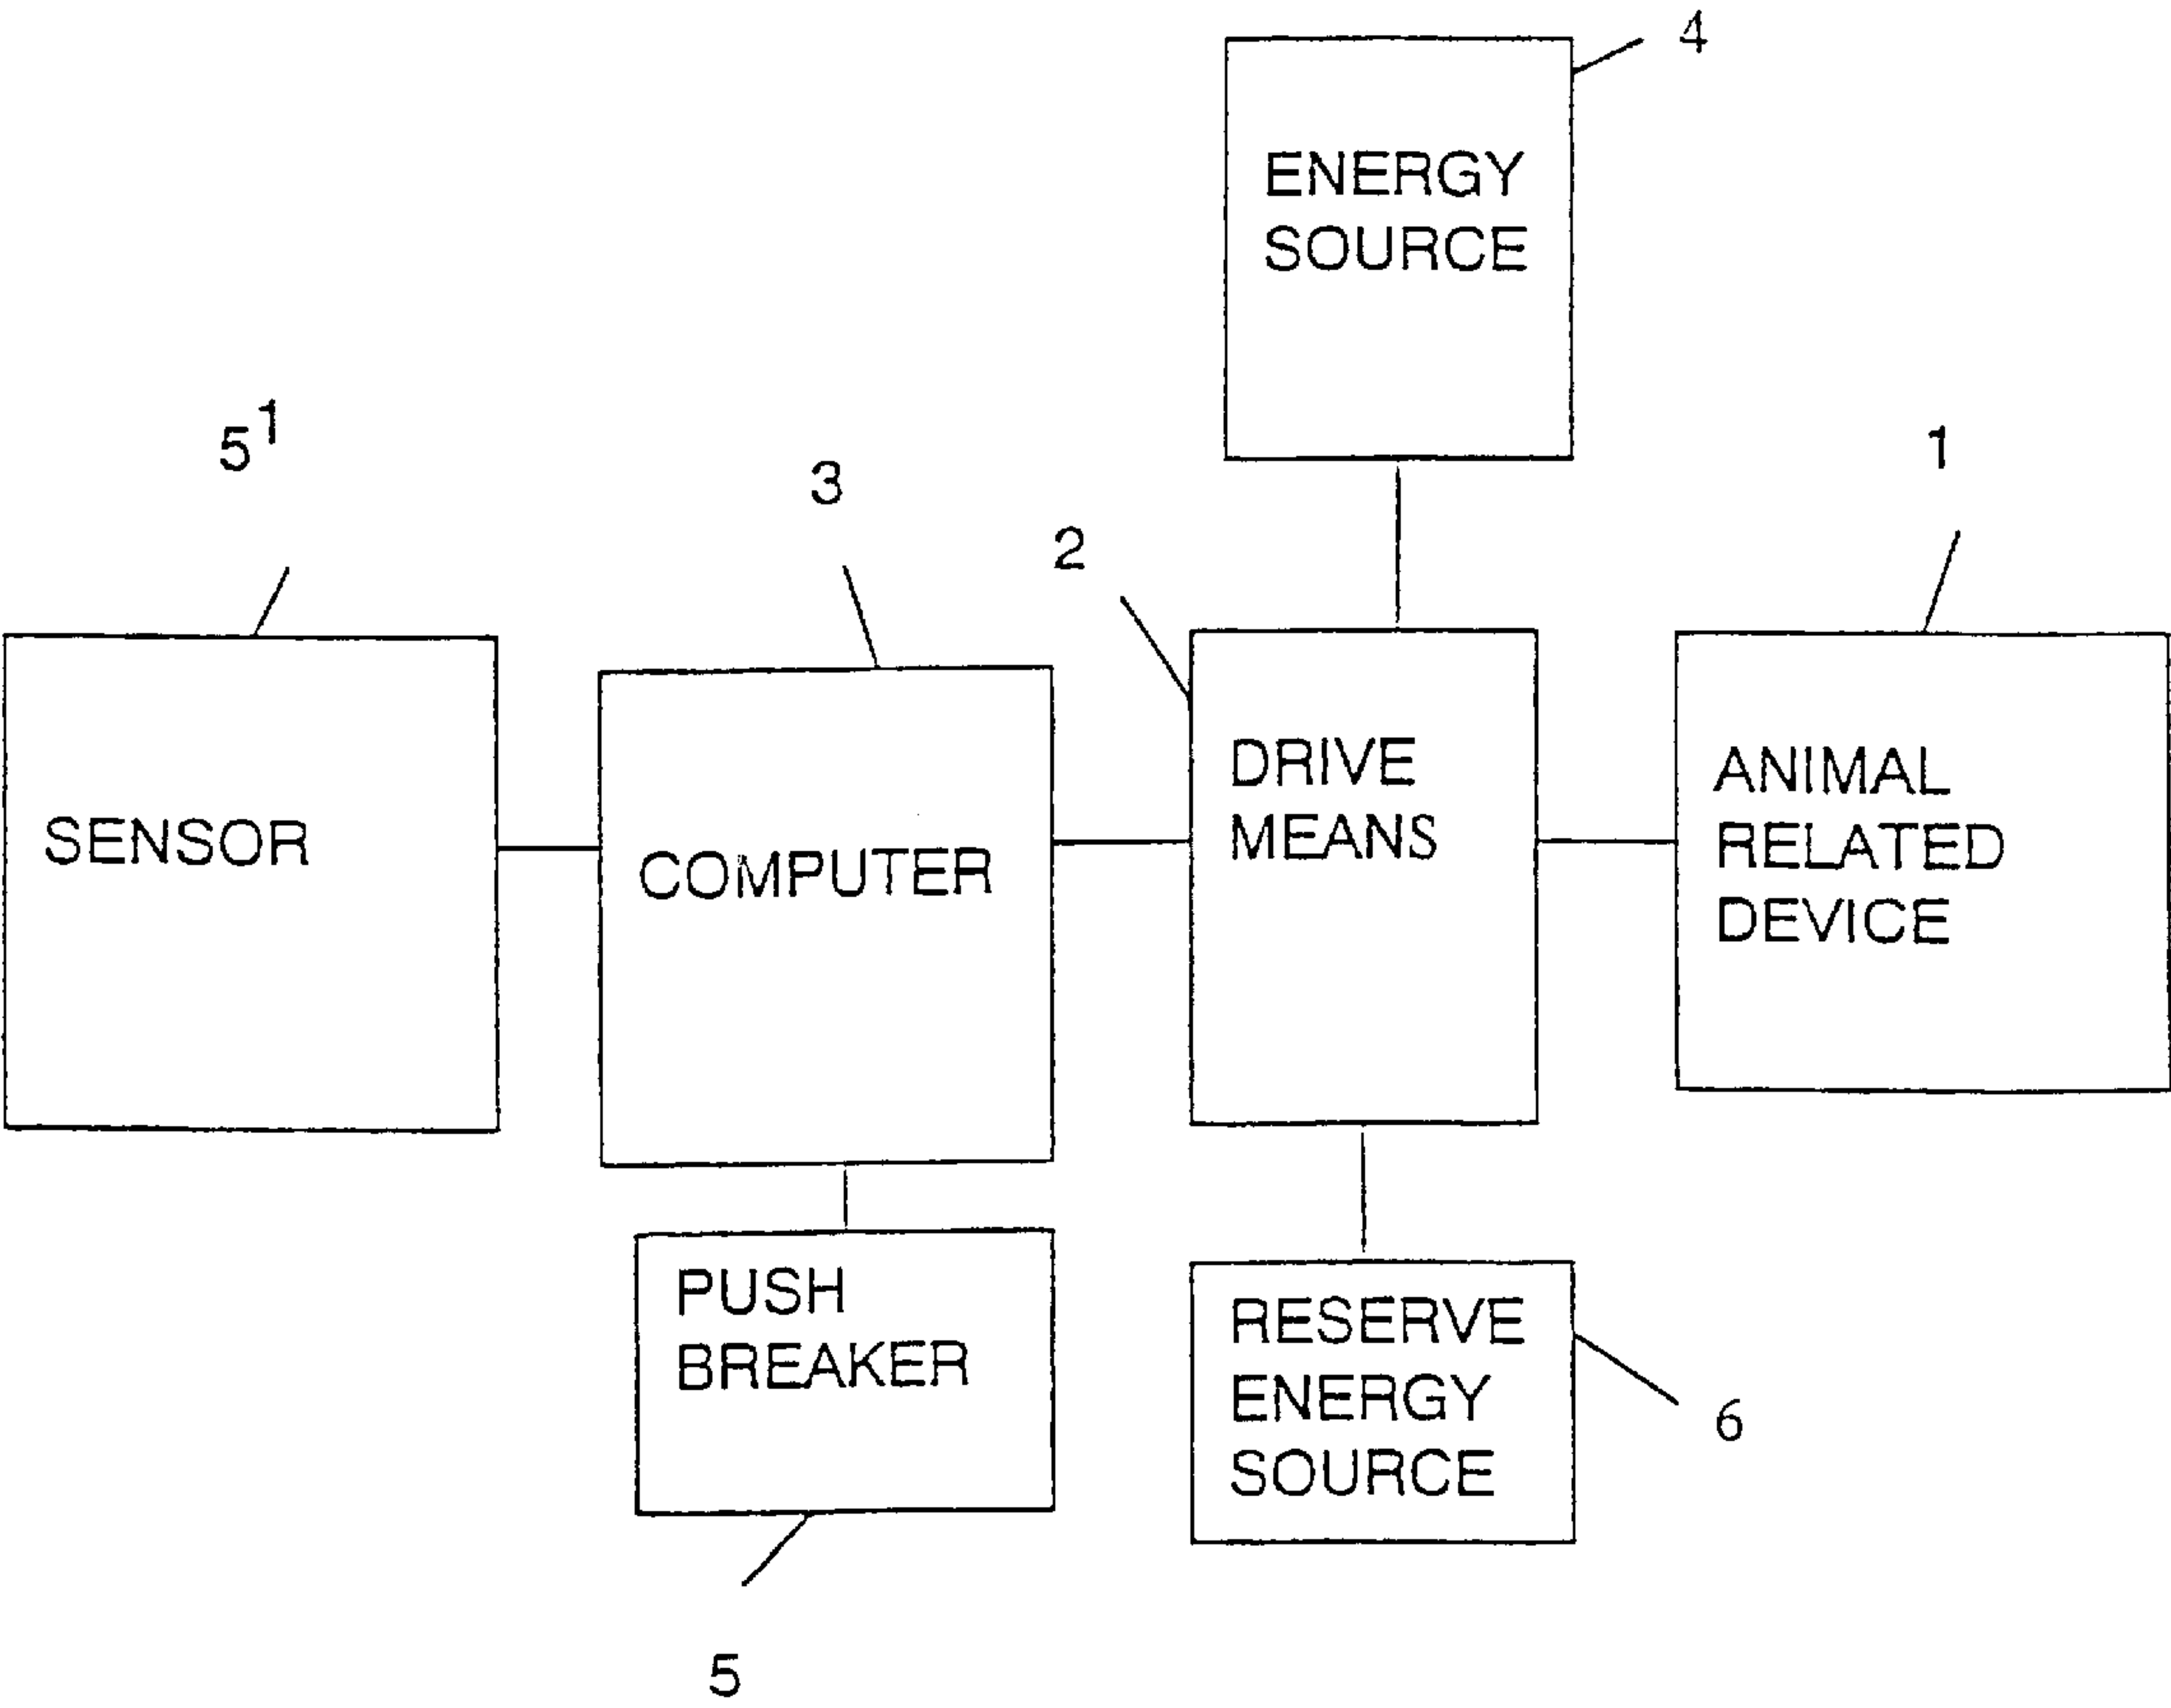 4
ENERGY
SOURCE
5¹
3
2
1
SENSOR
COMPUTER
DRIVE
MEANS
ANIMAL
RELATED
DEVICE
PUSH
BREAKER
RESERVE
ENERGY
SOURCE
6
5